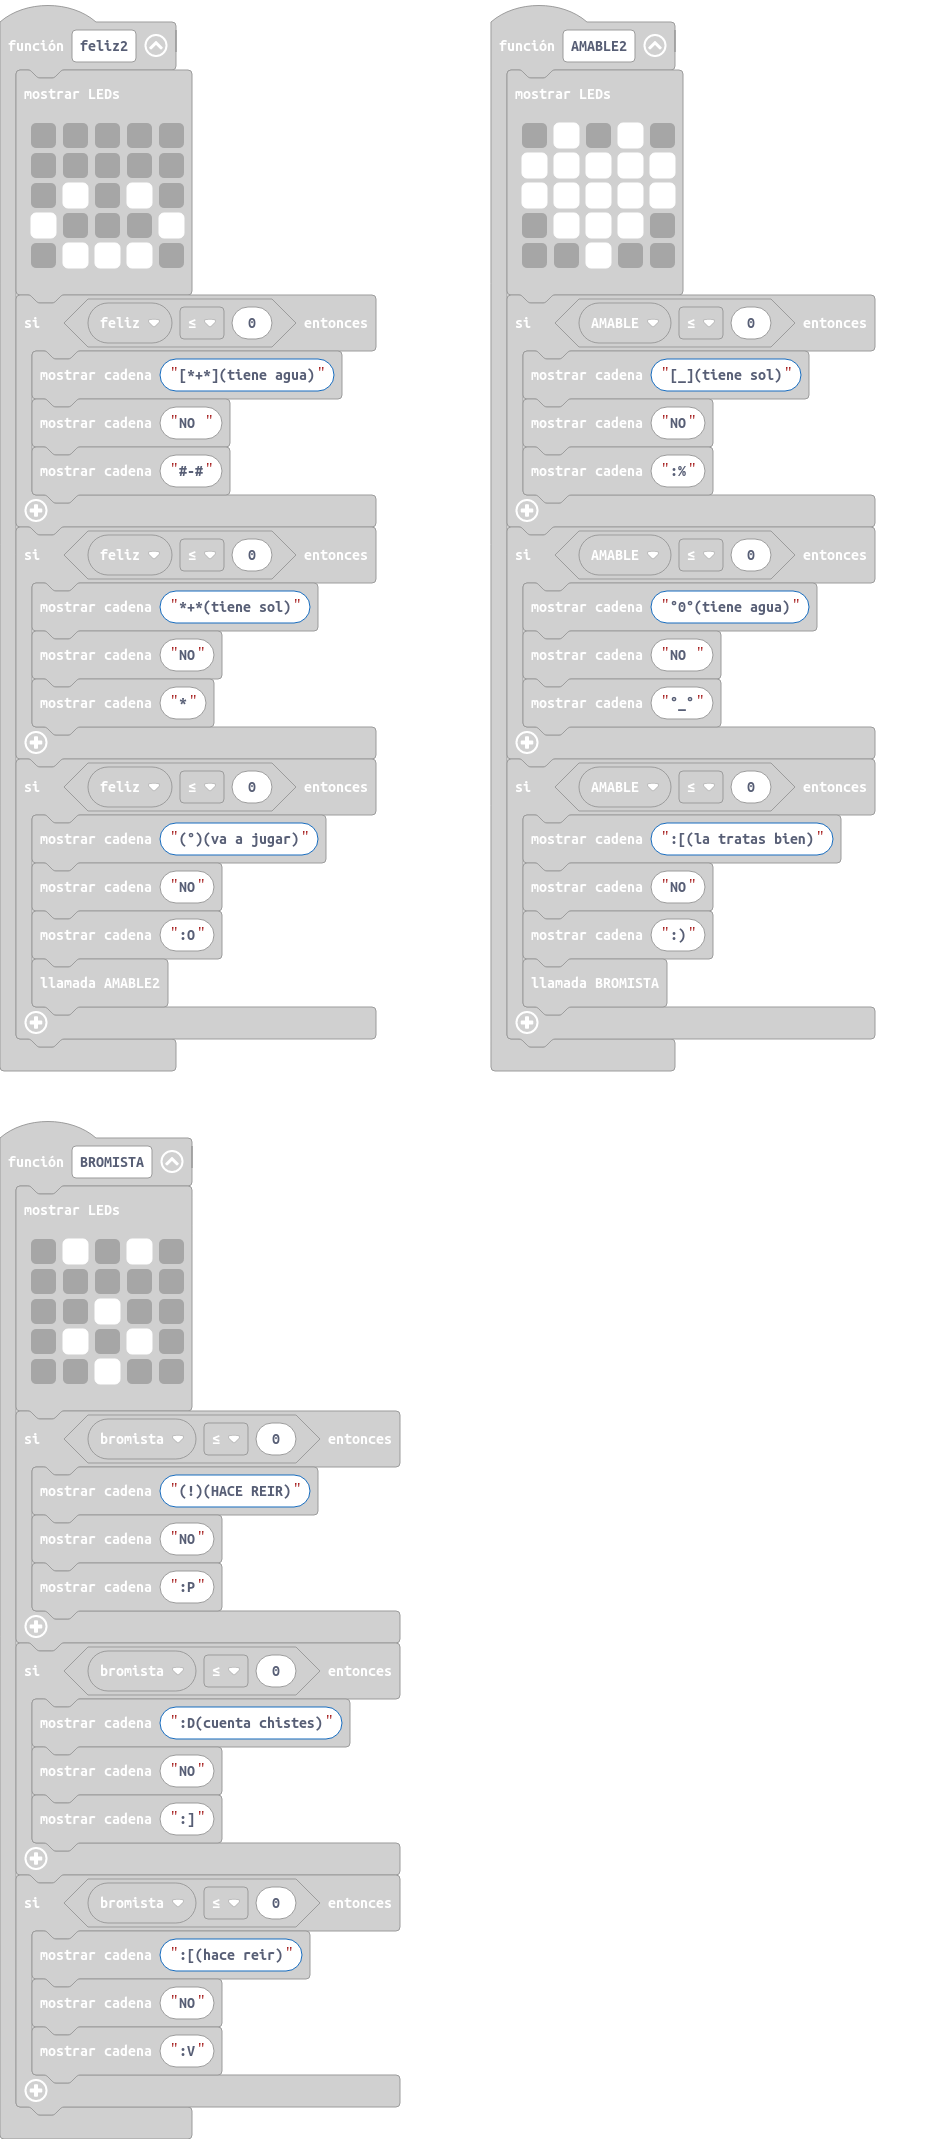 función feliz2
mostrar LEDs
si feliz ≤ 0 entonces
mostrar cadena "[*+*](tiene agua)"
mostrar cadena "NO "
mostrar cadena "#-#"
si feliz ≤ 0 entonces
mostrar cadena "*+*(tiene sol)"
mostrar cadena "NO"
mostrar cadena "*"
si feliz ≤ 0 entonces
mostrar cadena "(°)(va a jugar)"
mostrar cadena "NO"
mostrar cadena ":O"
llamada AMABLE2
función AMABLE2
mostrar LEDs
si AMABLE ≤ 0 entonces
mostrar cadena "[_](tiene sol)"
mostrar cadena "NO"
mostrar cadena ":%"
si AMABLE ≤ 0 entonces
mostrar cadena "°0°(tiene agua)"
mostrar cadena "NO "
mostrar cadena "°_°"
si AMABLE ≤ 0 entonces
mostrar cadena ":[(la tratas bien)"
mostrar cadena "NO"
mostrar cadena ":)"
llamada BROMISTA
función BROMISTA
mostrar LEDs
si bromista ≤ 0 entonces
mostrar cadena "(!)(HACE REIR)"
mostrar cadena "NO"
mostrar cadena ":P"
si bromista ≤ 0 entonces
mostrar cadena ":D(cuenta chistes)"
mostrar cadena "NO"
mostrar cadena ":]"
si bromista ≤ 0 entonces
mostrar cadena ":[(hace reir)"
mostrar cadena "NO"
mostrar cadena ":V"